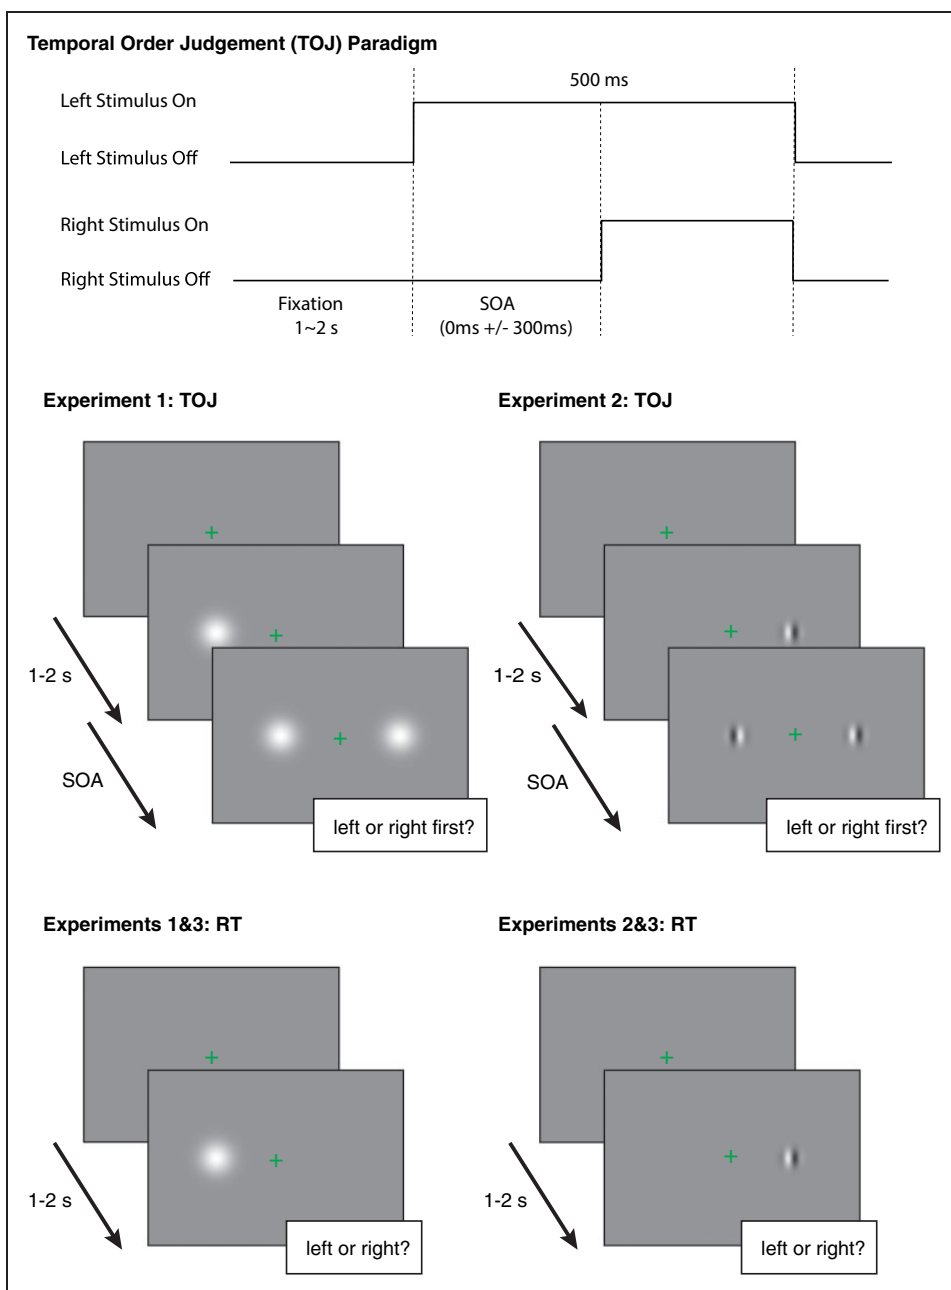 Temporal Order Judgement (TOJ) Paradigm
500 ms
Left Stimulus On
Left Stimulus Off
Right Stimulus On
Right Stimulus Off
Fixation
1~2 s
SOA
(0ms +/- 300ms)
Experiment 1: TOJ
1-2 s
SOA
left or right first?
Experiment 2: TOJ
1-2 s
SOA
left or right first?
Experiments 1&3: RT
1-2 s
left or right?
Experiments 2&3: RT
1-2 s
left or right?